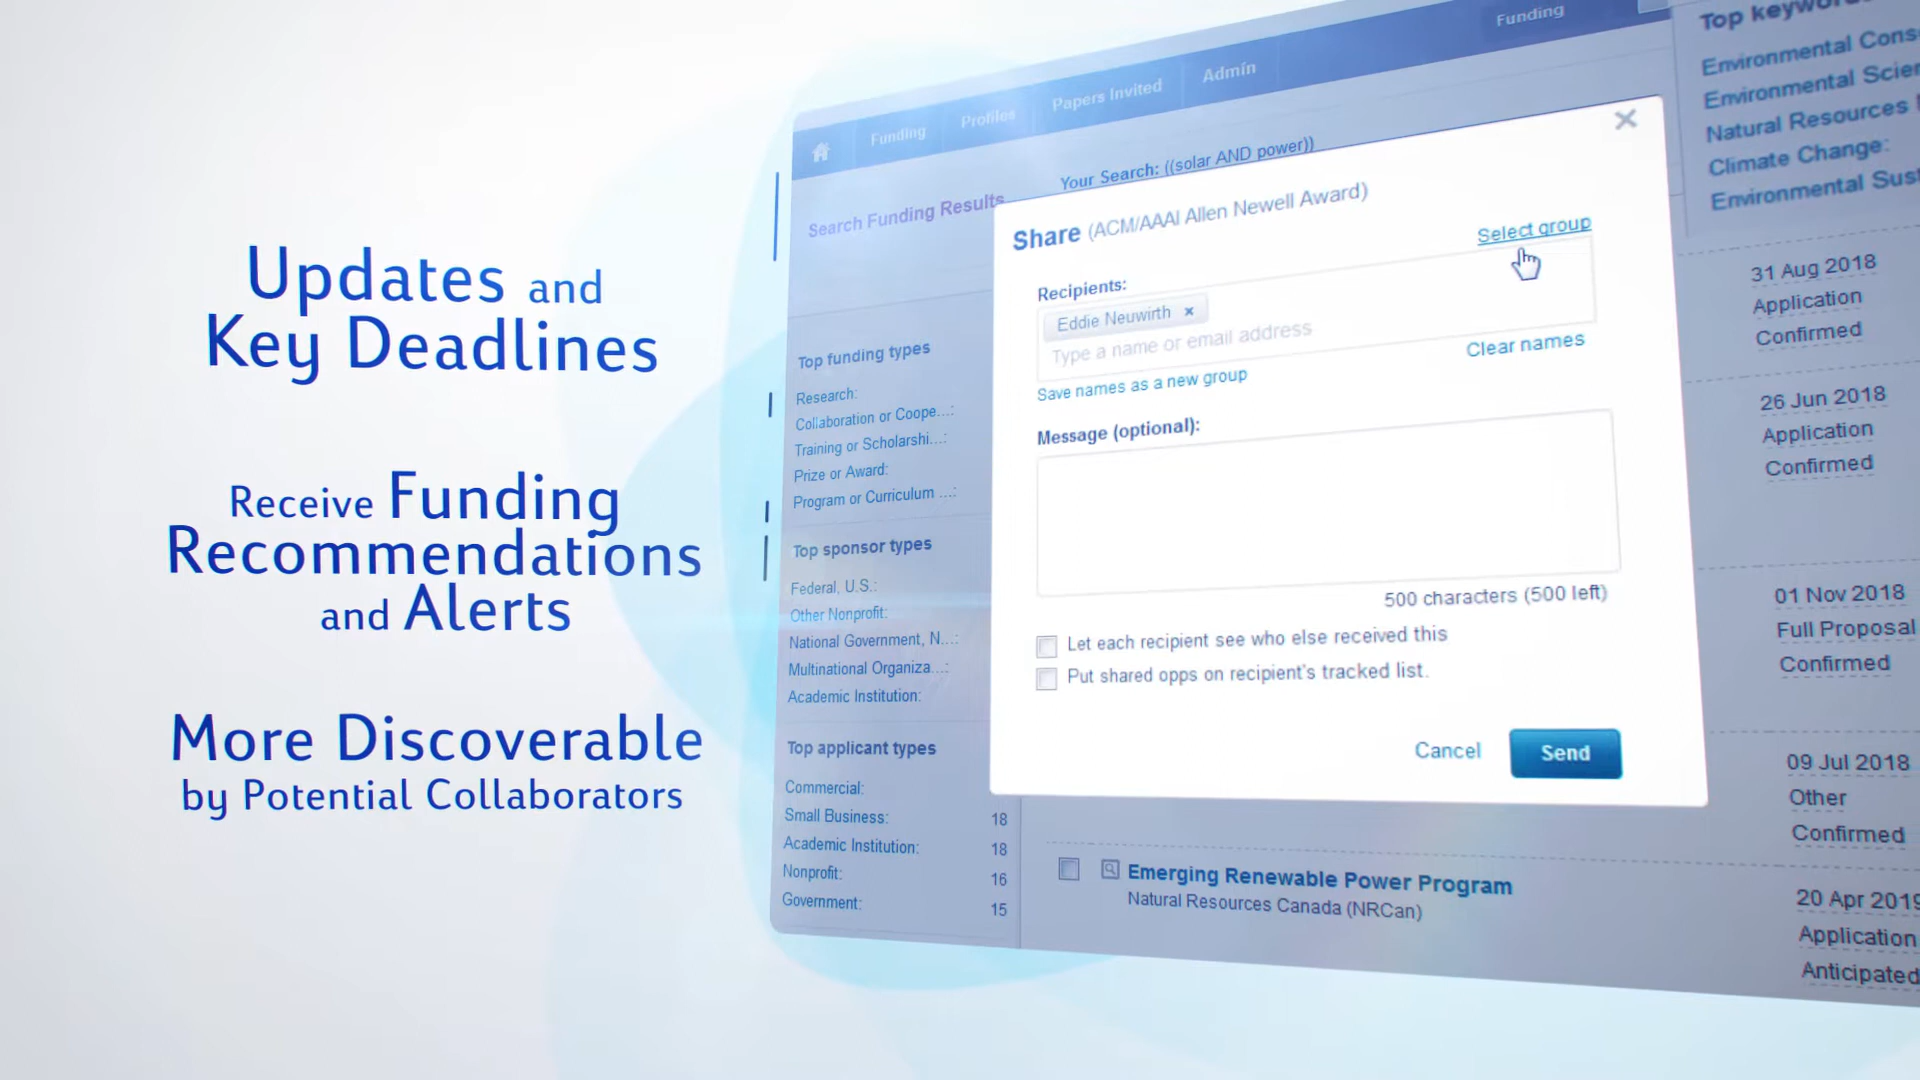 Updates and
Key Deadlines
Receive Funding
Recommendations
and Alerts
More Discoverable
by Potential Collaborators
Funding
Funding
Profiles
Papers Invited
Admin
Search Funding Results
Your Search: ((solar AND power))
Top funding types
Research:
Collaboration or Coope...:
Training or Scholarshi...:
Prize or Award:
Program or Curriculum ...:
Top sponsor types
Federal, U.S.:
Other Nonprofit:
National Government, N...:
Multinational Organiza...:
Academic Institution:
Top applicant types
Commercial:
Small Business: 18
Academic Institution: 18
Nonprofit: 16
Government: 15
Share (ACM/AAAI Allen Newell Award)
Select group
Recipients:
Eddie Neuwirth ×
Type a name or email address
Save names as a new group
Clear names
Message (optional):
500 characters (500 left)
Let each recipient see who else received this
Put shared opps on recipient's tracked list.
Cancel
Send
Emerging Renewable Power Program
Natural Resources Canada (NRCan)
Top
Environmental
Environmental
Natural Resources
Climate Change:
Environmental
31 Aug 2018
Application
Confirmed
26 Jun 2018
Application
Confirmed
01 Nov 2018
Full Proposal
Confirmed
09 Jul 2018
Other
Confirmed
20 Apr 2019
Application
Anticipated